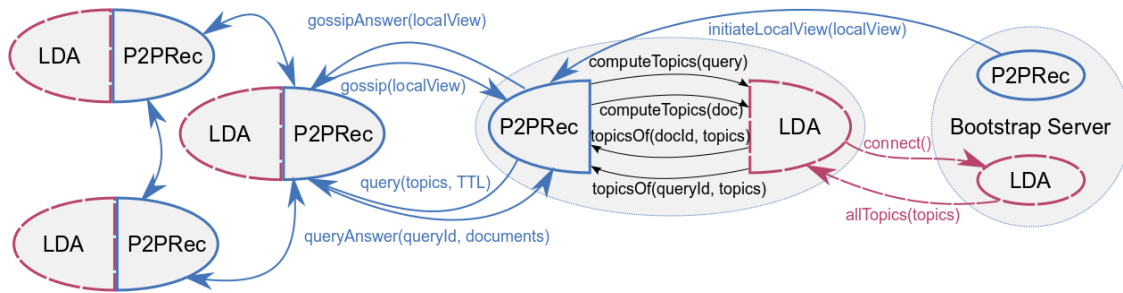 gossipAnswer(localView)
initiateLocalView(localView)
LDA P2PRec
computeTopics(query)
P2PRec
gossip(localView)
computeTopics(doc)
LDA P2PRec
P2PRec
topicsOf(docId, topics)
LDA
Bootstrap Server
connect()
query(topics, TTL)
topicsOf(queryId, topics)
LDA
allTopics(topics)
queryAnswer(queryId, documents)
LDA P2PRec